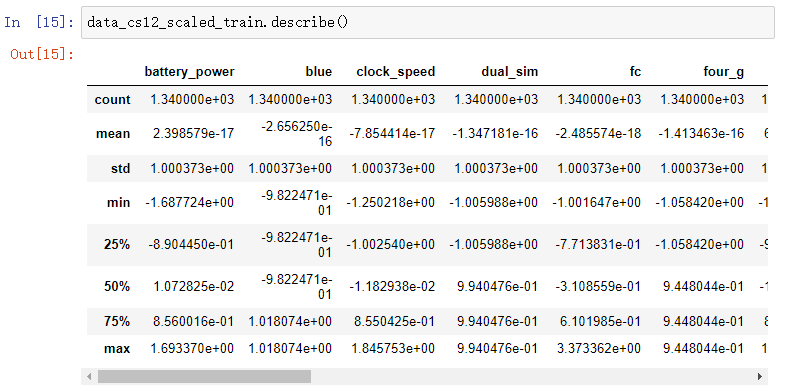 In [15]: data_cs12_scaled_train.describe()
Out[15]:
battery_power blue clock_speed dual_sim fc four_g
count 1.340000e+03 1.340000e+03 1.340000e+03 1.340000e+03 1.340000e+03 1.340000e+03 1
mean 2.398579e-17 -2.656250e-16 -7.854414e-17 -1.347181e-16 -2.485574e-18 -1.413463e-16 6
std 1.000373e+00 1.000373e+00 1.000373e+00 1.000373e+00 1.000373e+00 1.000373e+00 1
min -1.687724e+00 -9.822471e-01 -1.250218e+00 -1.005988e+00 -1.001647e+00 -1.058420e+00 -1
25% -8.904450e-01 -9.822471e-01 -1.002540e+00 -1.005988e+00 -7.713831e-01 -1.058420e+00 -9
50% 1.072825e-02 -9.822471e-01 -1.182938e-02 9.940476e-01 -3.108559e-01 9.448044e-01 -1
75% 8.560016e-01 1.018074e+00 8.550425e-01 9.940476e-01 6.101985e-01 9.448044e-01 8
max 1.693370e+00 1.018074e+00 1.845753e+00 9.940476e-01 3.373362e+00 9.448044e-01 1